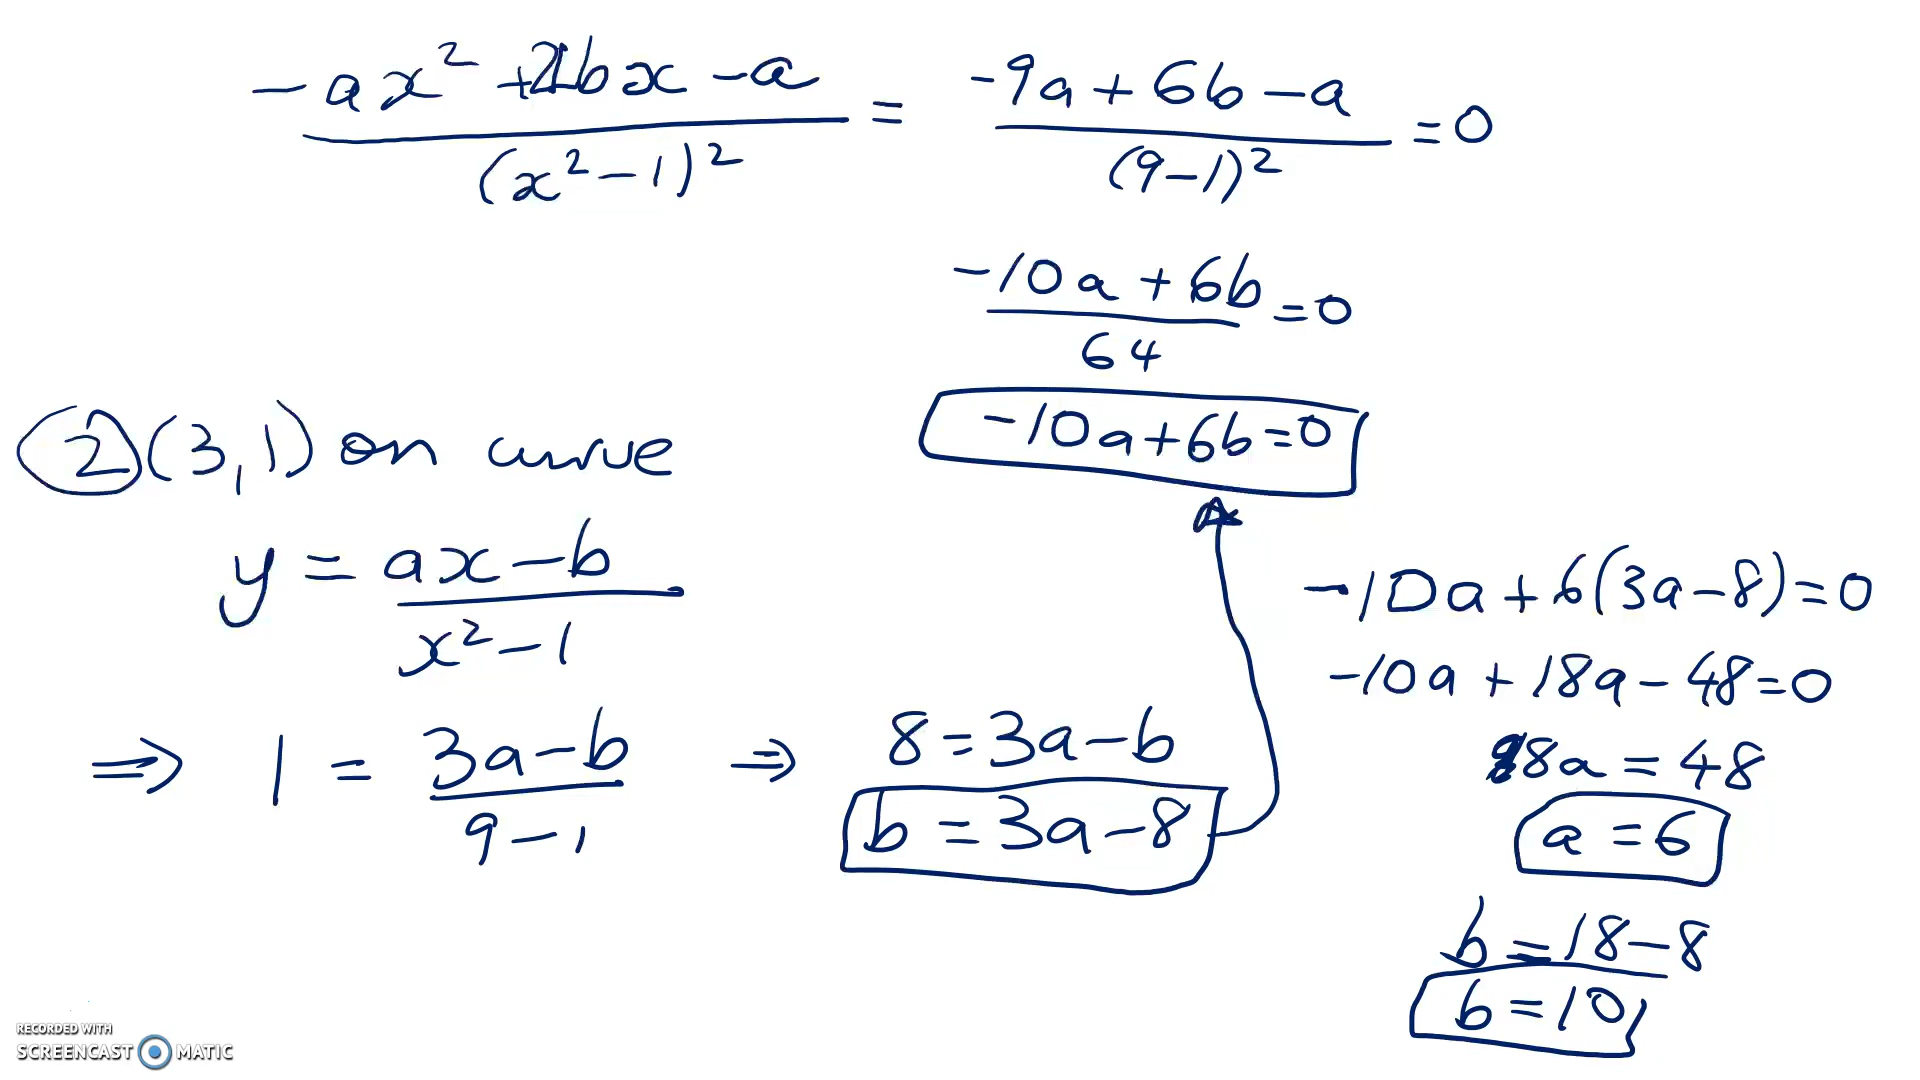 (-ax² + 2bx - a)/(x² - 1)² = (-9a + 6b - a)/(9-1)² = 0
(-10a + 6b)/64 = 0
-10a + 6b = 0
② (3,1) on curve
y = (ax - b)/(x² - 1)
-10a + 6(3a - 8) = 0
-10a + 18a - 48 = 0
⇒ 1 = (3a - b)/(9 - 1) ⇒ 8 = 3a - b
b = 3a - 8
8a = 48
a = 6
b = 18 - 8
b = 10
RECORDED WITH
SCREENCAST MATIC